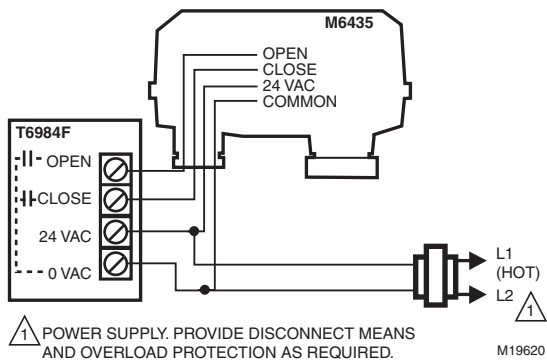 M6435
OPEN
CLOSE
24 VAC
COMMON
T6984F
OPEN
CLOSE
24 VAC
0 VAC
L1
(HOT)
L2
1
1 POWER SUPPLY. PROVIDE DISCONNECT MEANS
AND OVERLOAD PROTECTION AS REQUIRED.
M19620